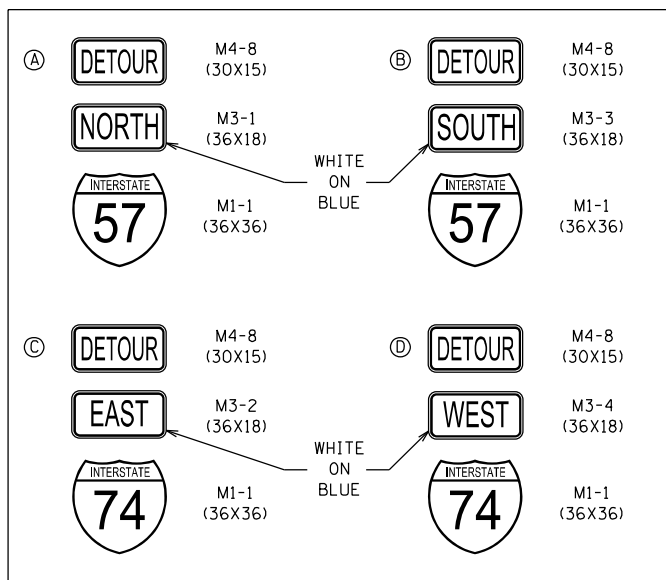 A
DETOUR
M4-8
(30X15)
NORTH
M3-1
(36X18)
INTERSTATE
57
M1-1
(36X36)
B
DETOUR
M4-8
(30X15)
SOUTH
M3-3
(36X18)
INTERSTATE
57
M1-1
(36X36)
WHITE
ON
BLUE
C
DETOUR
M4-8
(30X15)
EAST
M3-2
(36X18)
INTERSTATE
74
M1-1
(36X36)
D
DETOUR
M4-8
(30X15)
WEST
M3-4
(36X18)
INTERSTATE
74
M1-1
(36X36)
WHITE
ON
BLUE